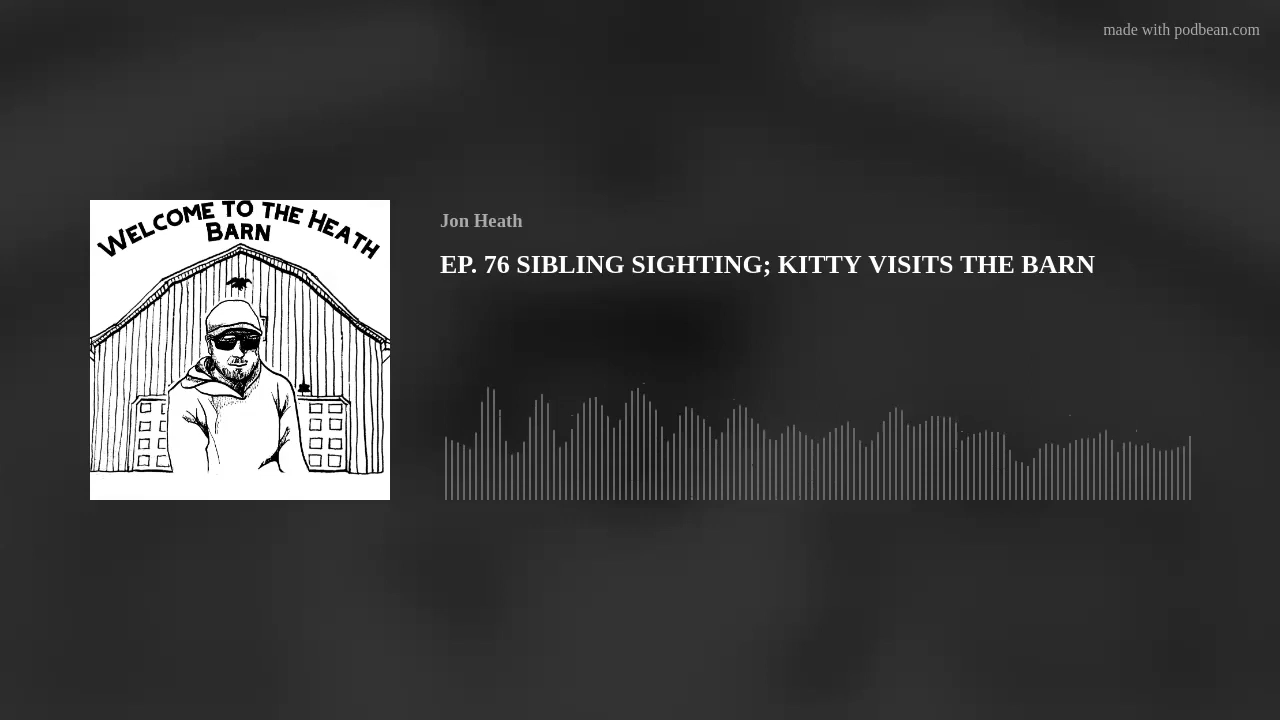 made with podbean.com
Welcome to the Heath
Barn
Jon Heath
EP. 76 SIBLING SIGHTING; KITTY VISITS THE BARN